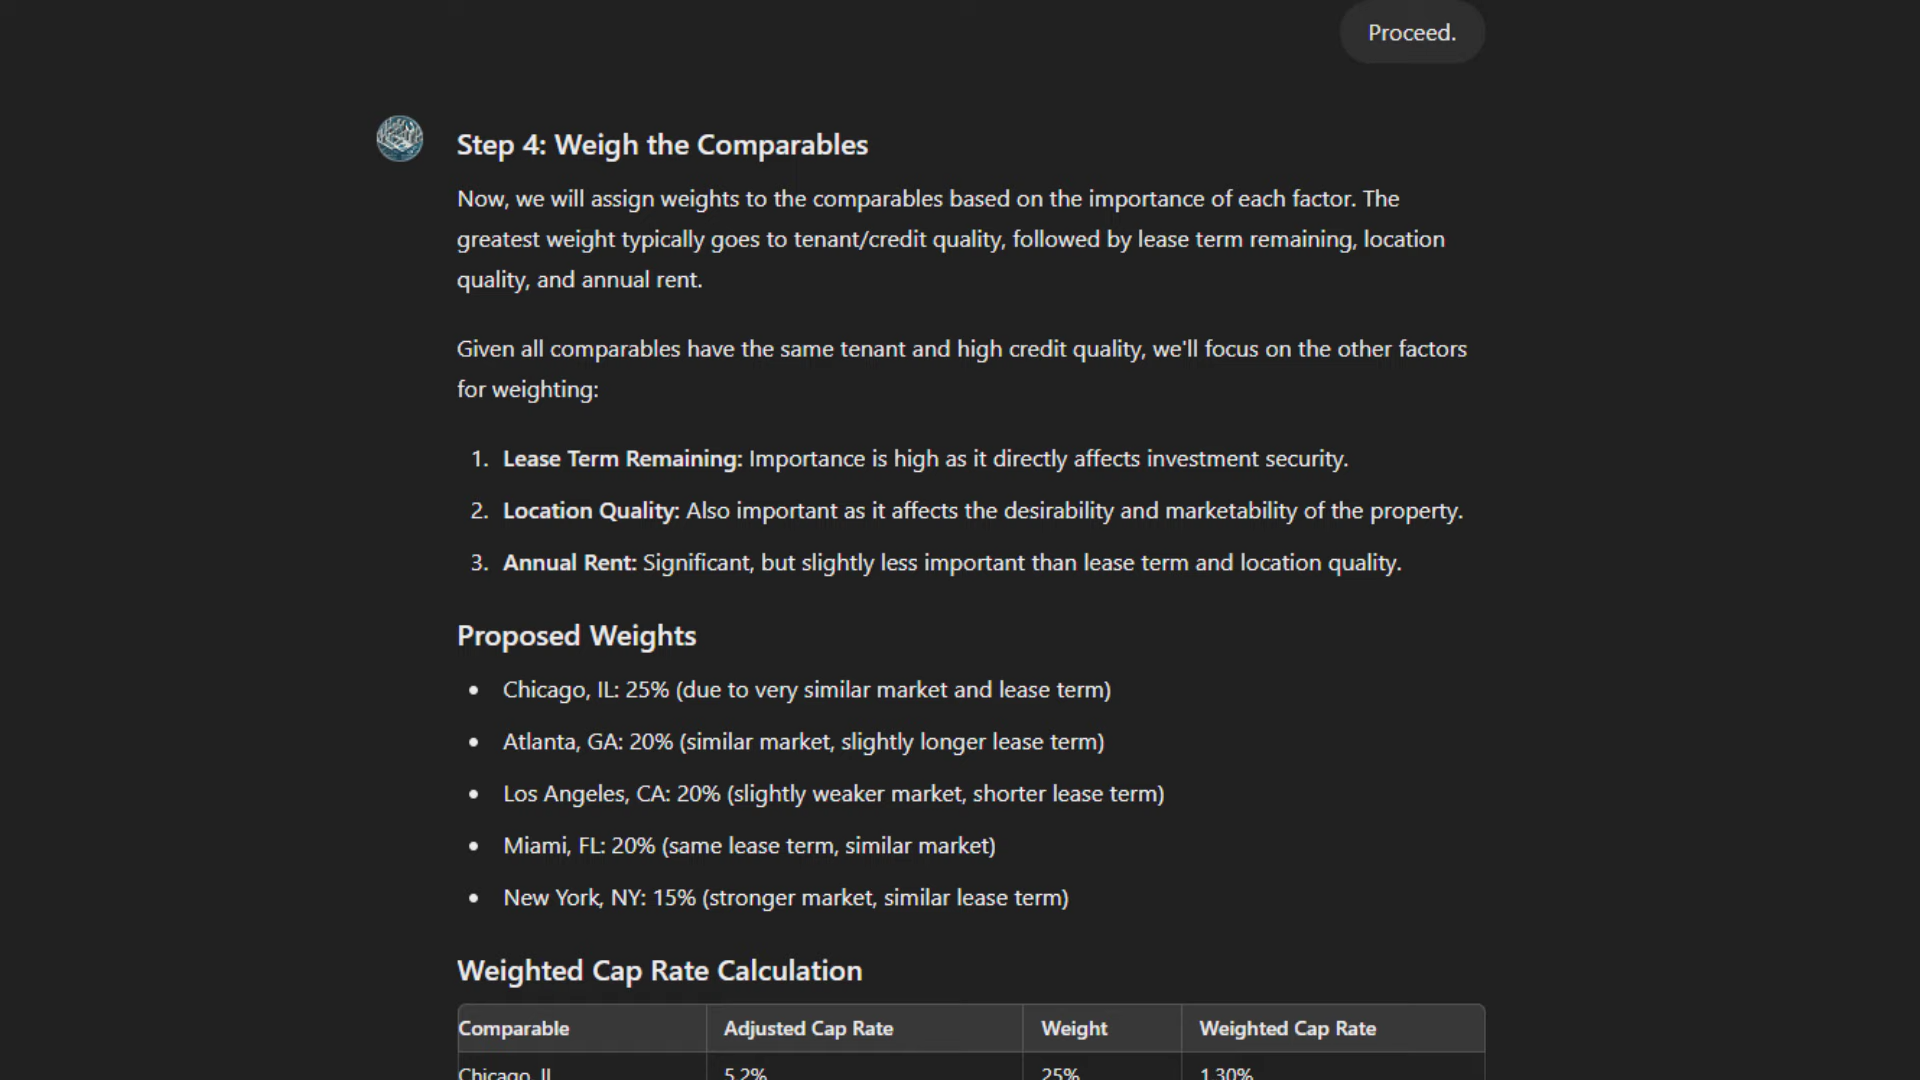 Proceed.
Step 4: Weigh the Comparables
Now, we will assign weights to the comparables based on the importance of each factor. The
greatest weight typically goes to tenant/credit quality, followed by lease term remaining, location
quality, and annual rent.
Given all comparables have the same tenant and high credit quality, we'll focus on the other factors
for weighting:
1. Lease Term Remaining: Importance is high as it directly affects investment security.
2. Location Quality: Also important as it affects the desirability and marketability of the property.
3. Annual Rent: Significant, but slightly less important than lease term and location quality.
Proposed Weights
• Chicago, IL: 25% (due to very similar market and lease term)
• Atlanta, GA: 20% (similar market, slightly longer lease term)
• Los Angeles, CA: 20% (slightly weaker market, shorter lease term)
• Miami, FL: 20% (same lease term, similar market)
• New York, NY: 15% (stronger market, similar lease term)
Weighted Cap Rate Calculation
Comparable Adjusted Cap Rate Weight Weighted Cap Rate
Chicago, IL 5.2% 25% 1.30%